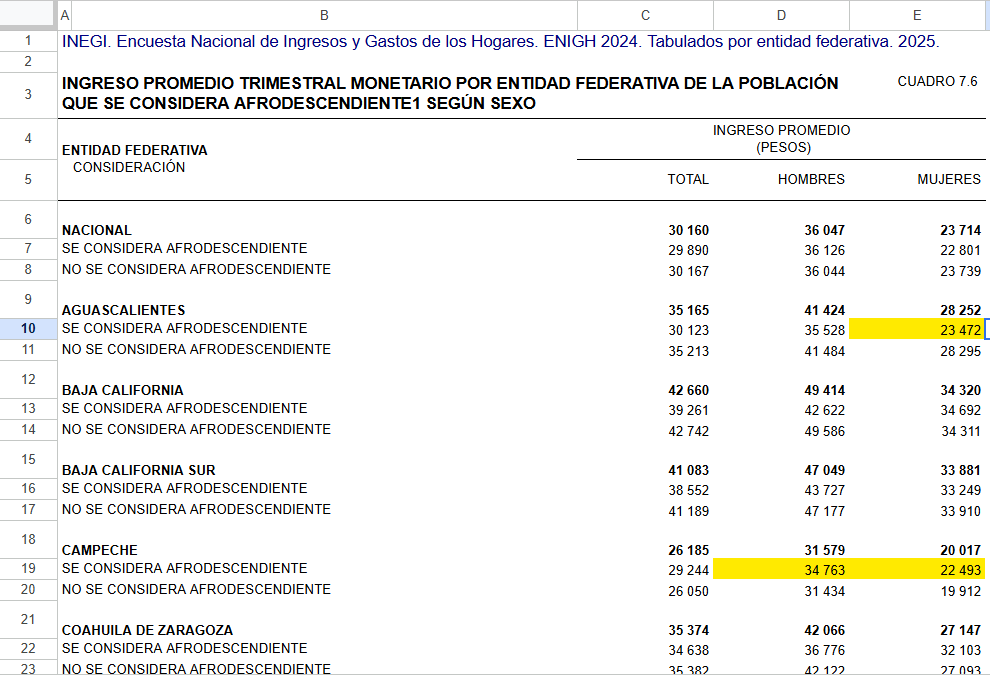 A B C D E
1 INEGI. Encuesta Nacional de Ingresos y Gastos de los Hogares. ENIGH 2024. Tabulados por entidad federativa. 2025.
2
3 INGRESO PROMEDIO TRIMESTRAL MONETARIO POR ENTIDAD FEDERATIVA DE LA POBLACIÓN CUADRO 7.6
QUE SE CONSIDERA AFRODESCENDIENTE1 SEGÚN SEXO
4 ENTIDAD FEDERATIVA INGRESO PROMEDIO
(PESOS)
5 CONSIDERACIÓN TOTAL HOMBRES MUJERES
6 NACIONAL 30 160 36 047 23 714
7 SE CONSIDERA AFRODESCENDIENTE 29 890 36 126 22 801
8 NO SE CONSIDERA AFRODESCENDIENTE 30 167 36 044 23 739
9 AGUASCALIENTES 35 165 41 424 28 252
10 SE CONSIDERA AFRODESCENDIENTE 30 123 35 528 23 472
11 NO SE CONSIDERA AFRODESCENDIENTE 35 213 41 484 28 295
12 BAJA CALIFORNIA 42 660 49 414 34 320
13 SE CONSIDERA AFRODESCENDIENTE 39 261 42 622 34 692
14 NO SE CONSIDERA AFRODESCENDIENTE 42 742 49 586 34 311
15 BAJA CALIFORNIA SUR 41 083 47 049 33 881
16 SE CONSIDERA AFRODESCENDIENTE 38 552 43 727 33 249
17 NO SE CONSIDERA AFRODESCENDIENTE 41 189 47 177 33 910
18 CAMPECHE 26 185 31 579 20 017
19 SE CONSIDERA AFRODESCENDIENTE 29 244 34 763 22 493
20 NO SE CONSIDERA AFRODESCENDIENTE 26 050 31 434 19 912
21 COAHUILA DE ZARAGOZA 35 374 42 066 27 147
22 SE CONSIDERA AFRODESCENDIENTE 34 638 36 776 32 103
23 NO SE CONSIDERA AFRODESCENDIENTE 35 382 42 122 27 093